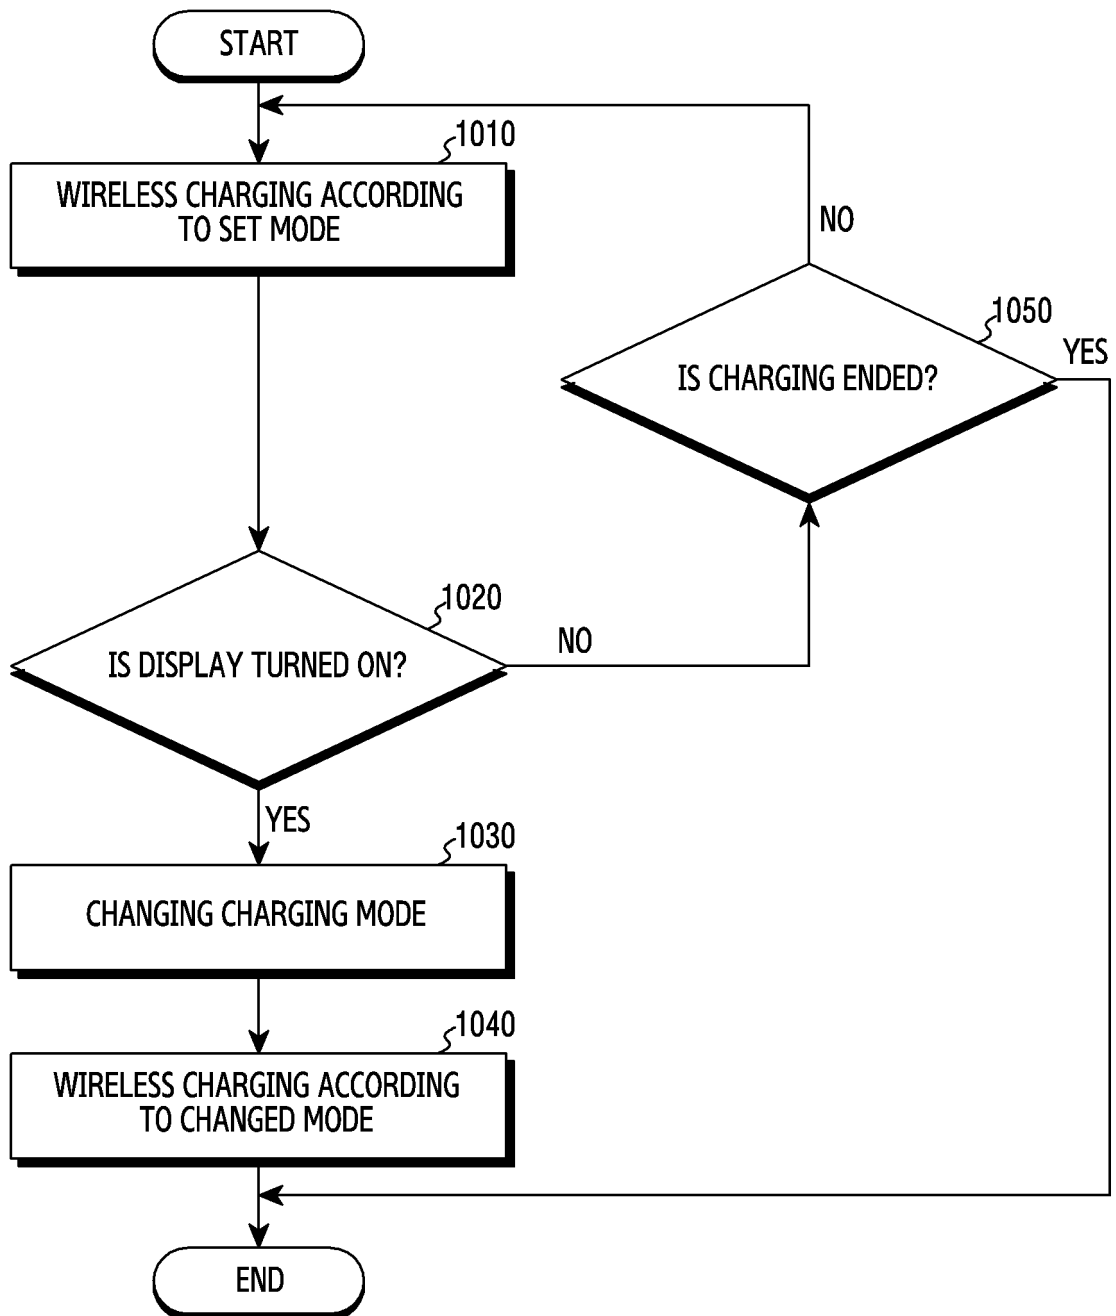 START
1010
WIRELESS CHARGING ACCORDING
TO SET MODE
NO
1050
YES
IS CHARGING ENDED?
1020
IS DISPLAY TURNED ON?
NO
YES
1030
CHANGING CHARGING MODE
1040
WIRELESS CHARGING ACCORDING
TO CHANGED MODE
END